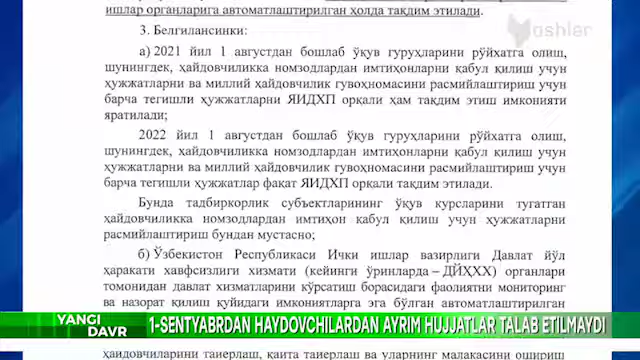 ишлар органларига автоматлаштирилган ҳолда тақдим этилади.
Yoshlar
3. Белгилансинки:
а) 2021 йил 1 августдан бошлаб ўқув гуруҳларини рўйхатга олиш,
шунингдек, ҳайдовчиликка номзодлардан имтиҳонларни қабул қилиш учун
ҳужжатларни ва миллий ҳайдовчилик гувоҳномасини расмийлаштириш учун
барча тегишли ҳужжатларни ЯИДХП орқали ҳам тақдим этиш имконияти
яратилади;
2022 йил 1 августдан бошлаб ўқув гуруҳларини рўйхатга олиш,
шунингдек, ҳайдовчиликка номзодлардан имтиҳонларни қабул қилиш учун
ҳужжатларни ва миллий ҳайдовчилик гувоҳномасини расмийлаштириш учун
барча тегишли ҳужжатлар фақат ЯИДХП орқали тақдим этилади.
Бунда тадбиркорлик субъектларининг ўқув курсларини тугатган
ҳайдовчиликка номзодлардан имтиҳон қабул қилиш учун ҳужжатларни
расмийлаштириш бундан мустасно;
б) Ўзбекистон Республикаси Ички ишлар вазирлиги Давлат йўл
ҳаракати хавфсизлиги хизмати (кейинги ўринларда – ДЙҲХХ) органлари
томонидан давлат хизматларини кўрсатиш борасидаги фаолиятни мониторинг
ва назорат қилиш қуйидаги имкониятларга эга бўлган автоматлаштирилган
YANGI DAVR
1-SENTYABRDAN HAYDOVCHILARDAN AYRIM HUJJATLAR TALAB ETILMAYDI
ҳайдовчиларини тайёрлаш, қайта тайёрлаш ва уларнинг малакасини ошириш